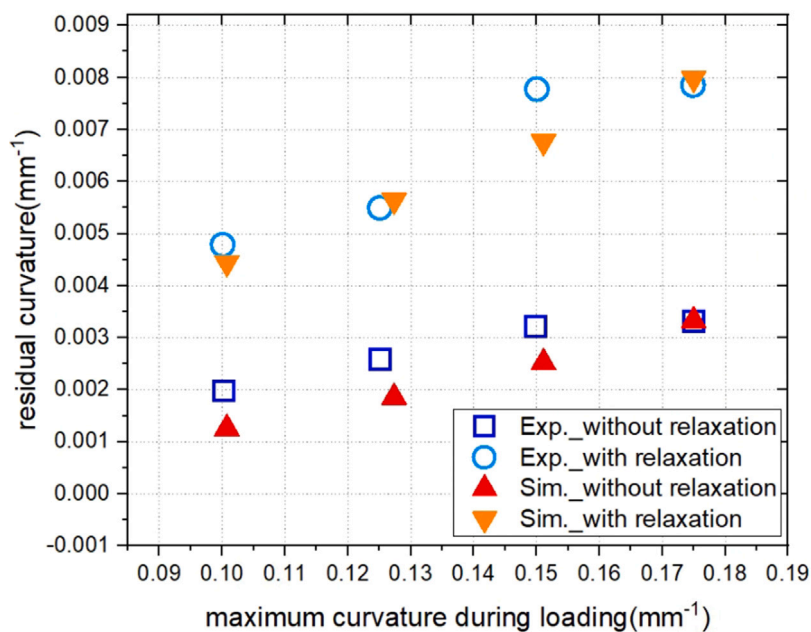 0.009
0.008
0.007
0.006
0.005
0.004
0.003
0.002
0.001
0.000
-0.001
residual curvature(mm⁻¹)
Exp._without relaxation
Exp._with relaxation
Sim._without relaxation
Sim._with relaxation
0.09 0.10 0.11 0.12 0.13 0.14 0.15 0.16 0.17 0.18 0.19
maximum curvature during loading(mm⁻¹)